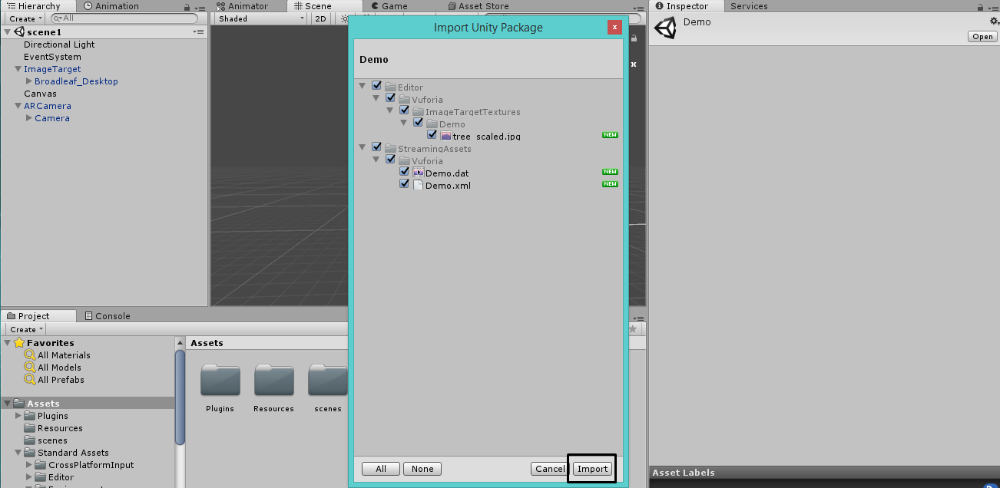 Hierarchy
Animation
Create
All
scene1
Directional Light
EventSystem
ImageTarget
Broadleaf_Desktop
Canvas
ARCamera
Camera
Animator
Scene
Game
Asset Store
Shaded
2D
Import Unity Package
x
Demo
Editor
Vuforia
ImageTargetTextures
Demo
tree_scaled.jpg
NEW
StreamingAssets
Vuforia
Demo.dat
NEW
Demo.xml
NEW
All
None
Cancel
Import
x
Inspector
Services
Demo
Open
Asset Labels
Project
Console
Create
Favorites
All Materials
All Models
All Prefabs
Assets
Plugins
Resources
scenes
Standard Assets
CrossPlatformInput
Editor
Assets
Plugins
Resources
scenes